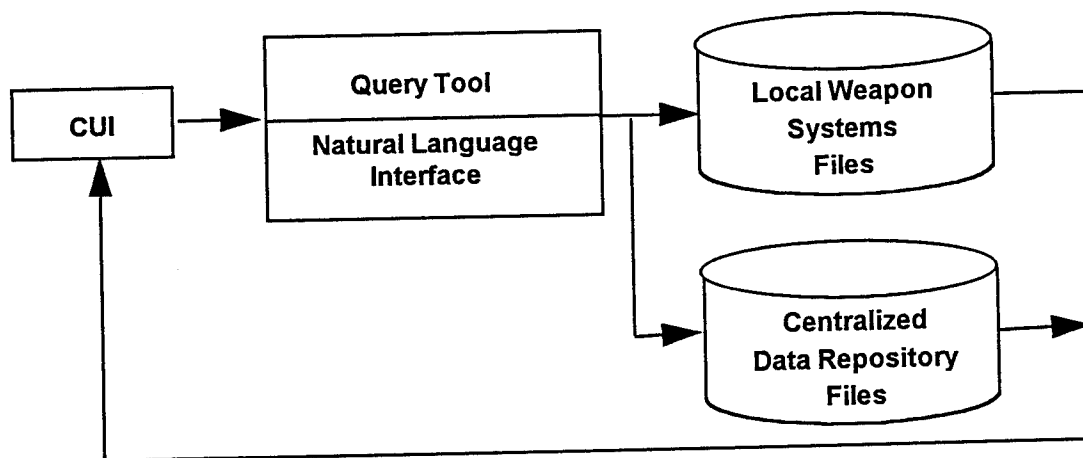 CUI
Query Tool
Natural Language
Interface
Local Weapon
Systems
Files
Centralized
Data Repository
Files